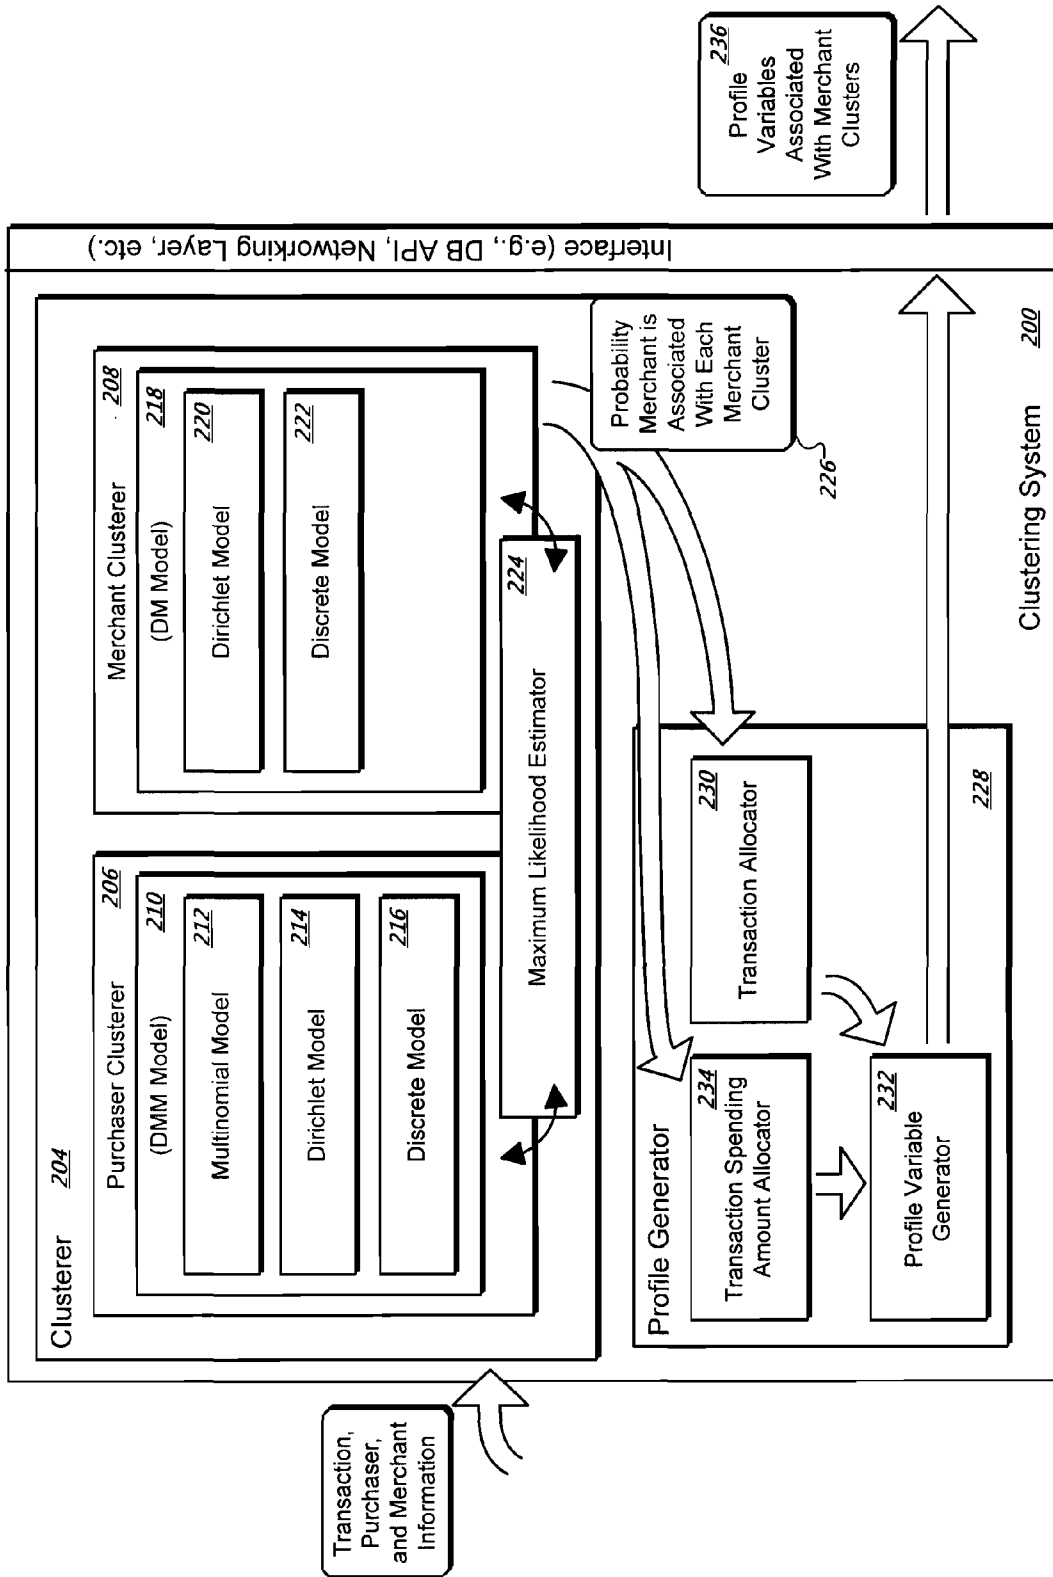 Transaction,
Purchaser,
and Merchant
Information
Clusterer
204
Purchaser Clusterer
206
(DMM Model)
210
Multinomial Model
212
Dirichlet Model
214
Discrete Model
216
Merchant Clusterer
208
(DM Model)
218
Dirichlet Model
220
Discrete Model
222
Maximum Likelihood Estimator
224
Probability
Merchant is
Associated
With Each
Merchant
Cluster
226
Profile Generator
228
Transaction Spending
Amount Allocator
234
Transaction Allocator
230
Profile Variable
Generator
232
Interface (e.g., DB API, Networking Layer, etc.)
236
Profile
Variables
Associated
With Merchant
Clusters
Clustering System
200